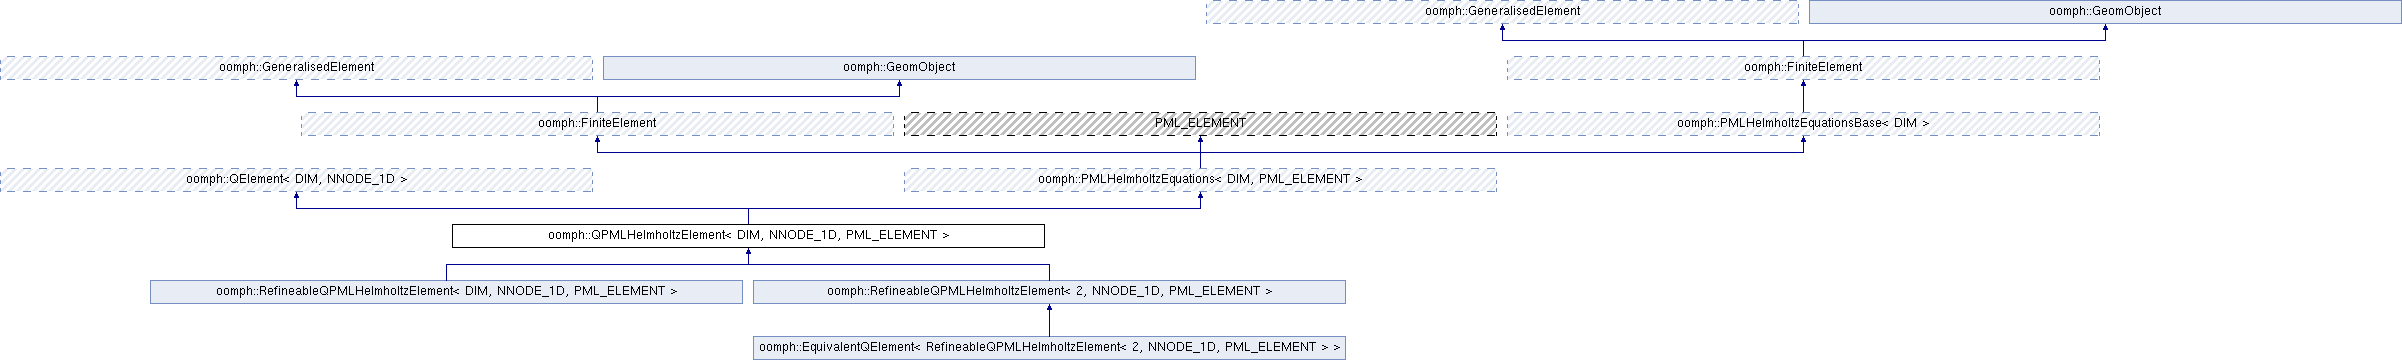 oomph::GeneralisedElement
oomph::GeomObject
oomph::GeneralisedElement
oomph::GeomObject
oomph::FiniteElement
oomph::FiniteElement
PML_ELEMENT
oomph::PMLHelmholtzEquationsBase< DIM >
oomph::QElement< DIM, NNODE_1D >
oomph::PMLHelmholtzEquations< DIM, PML_ELEMENT >
oomph::QPMLHelmholtzElement< DIM, NNODE_1D, PML_ELEMENT >
oomph::RefineableQPMLHelmholtzElement< DIM, NNODE_1D, PML_ELEMENT >
oomph::RefineableQPMLHelmholtzElement< 2, NNODE_1D, PML_ELEMENT >
oomph::EquivalentQElement< RefineableQPMLHelmholtzElement< 2, NNODE_1D, PML_ELEMENT > >